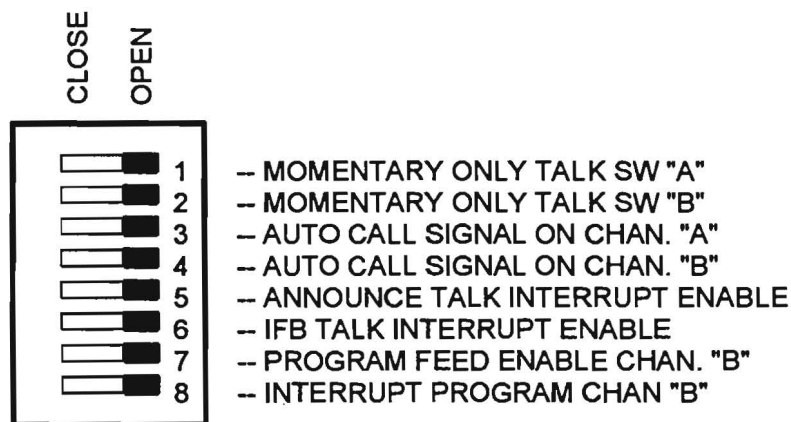 CLOSE
OPEN
1 -- MOMENTARY ONLY TALK SW "A"
2 -- MOMENTARY ONLY TALK SW "B"
3 -- AUTO CALL SIGNAL ON CHAN. "A"
4 -- AUTO CALL SIGNAL ON CHAN. "B"
5 -- ANNOUNCE TALK INTERRUPT ENABLE
6 -- IFB TALK INTERRUPT ENABLE
7 -- PROGRAM FEED ENABLE CHAN. "B"
8 -- INTERRUPT PROGRAM CHAN "B"